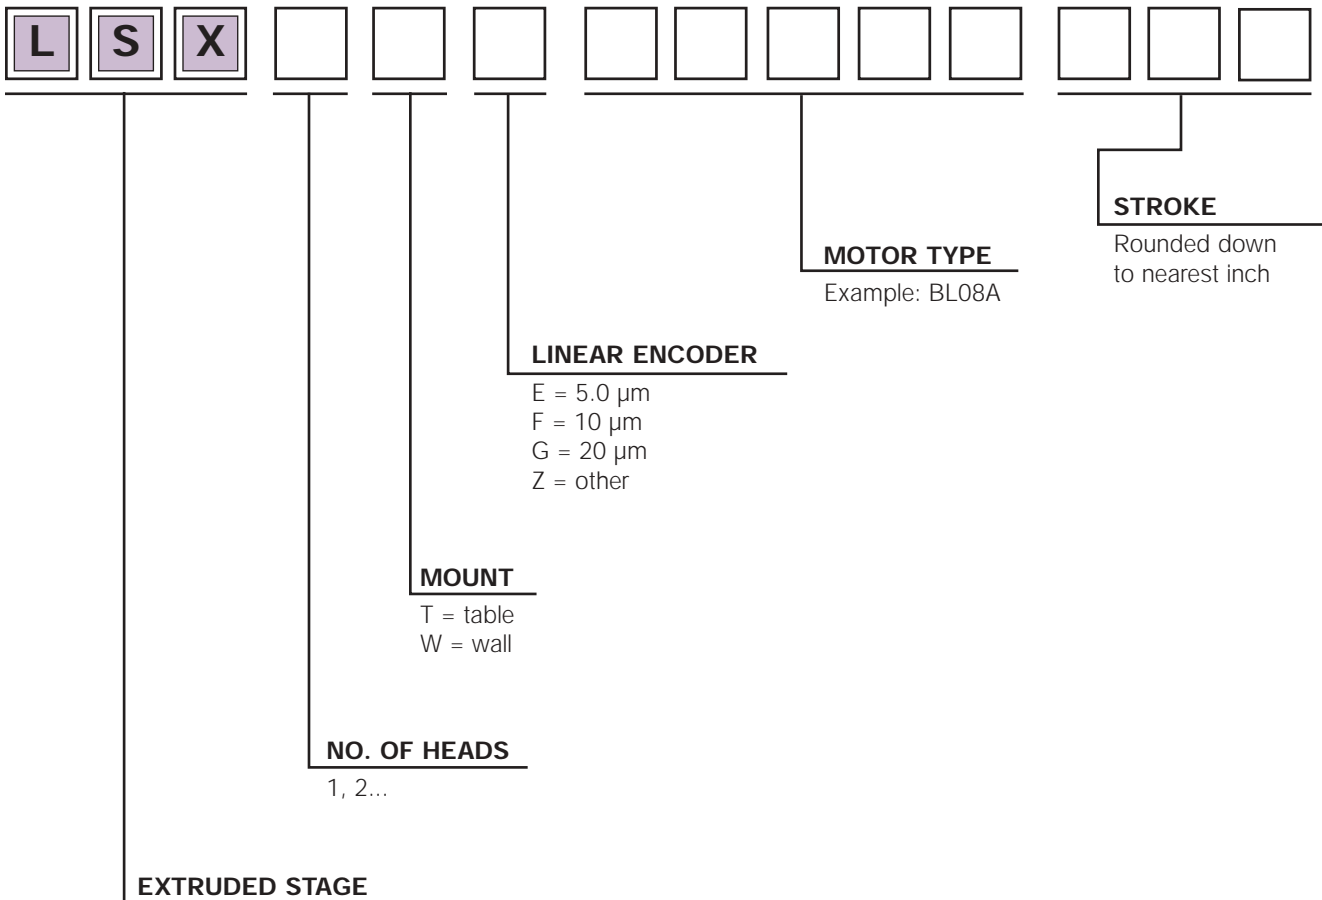 L S X
STROKE
Rounded down
to nearest inch
MOTOR TYPE
Example: BL08A
LINEAR ENCODER
E = 5.0 µm
F = 10 µm
G = 20 µm
Z = other
MOUNT
T = table
W = wall
NO. OF HEADS
1, 2...
EXTRUDED STAGE